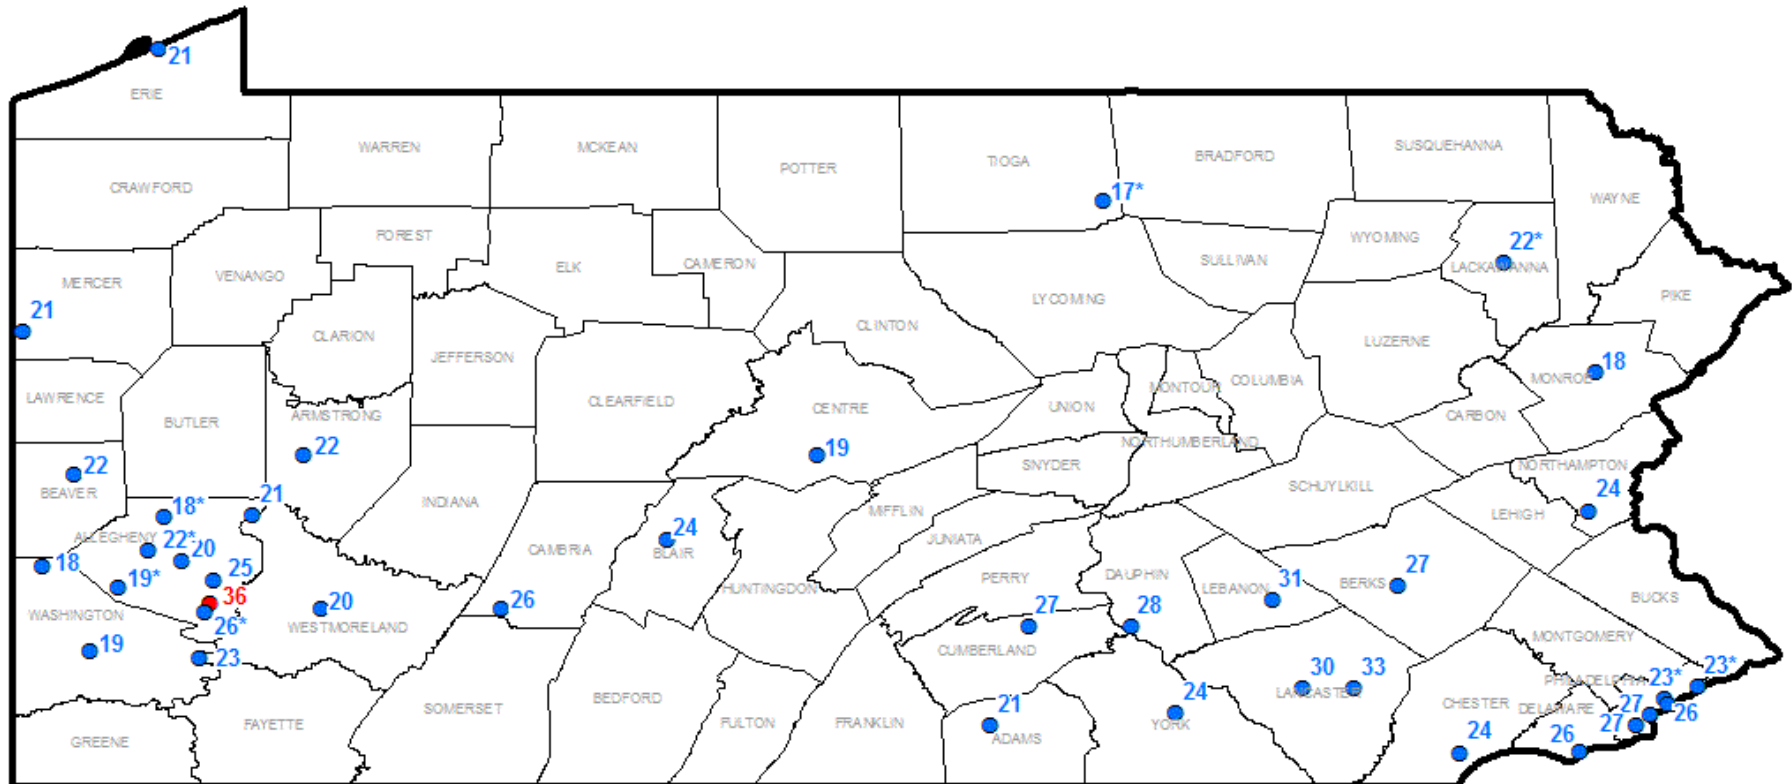 21
ERIE
WARREN
MCKEAN
POTTER
TIOGA
BRADFORD
SUSQUEHANNA
CRAWFORD
17*
WAYNE
FOREST
WYOMING
22*
VENANGO
ELK
CAMERON
SULLIVAN
LACKAWANNA
MERCER
LYCOMING
PIKE
21
CLARION
CLINTON
JEFFERSON
LUZERNE
18
LAWRENCE
CLEARFIELD
CENTRE
UNION
MONTOUR
COLUMBIA
MONROE
BUTLER
ARMSTRONG
CARBON
22
19
NORTHUMBERLAND
22
SNYDER
NORTHAMPTON
BEAVER
21
INDIANA
SCHUYLKILL
24
18*
MIFFLIN
LEHIGH
ALLEGHENY
22*
20
24
CAMBRIA
BLAIR
JUNIATA
18
19*
25
PERRY
DAUPHIN
27
36
HUNTINGDON
LEBANON
31
BERKS
BUCKS
WASHINGTON
26*
20
WESTMORELAND
26
27
28
MONTGOMERY
19
23
CUMBERLAND
30
33
PHILADELPHIA
23*
23*
BEDFORD
24
LANCASTER
SOMERSET
21
CHESTER
DELAWARE
27
26
FAYETTE
FULTON
FRANKLIN
YORK
27
GREENE
ADAMS
24
26